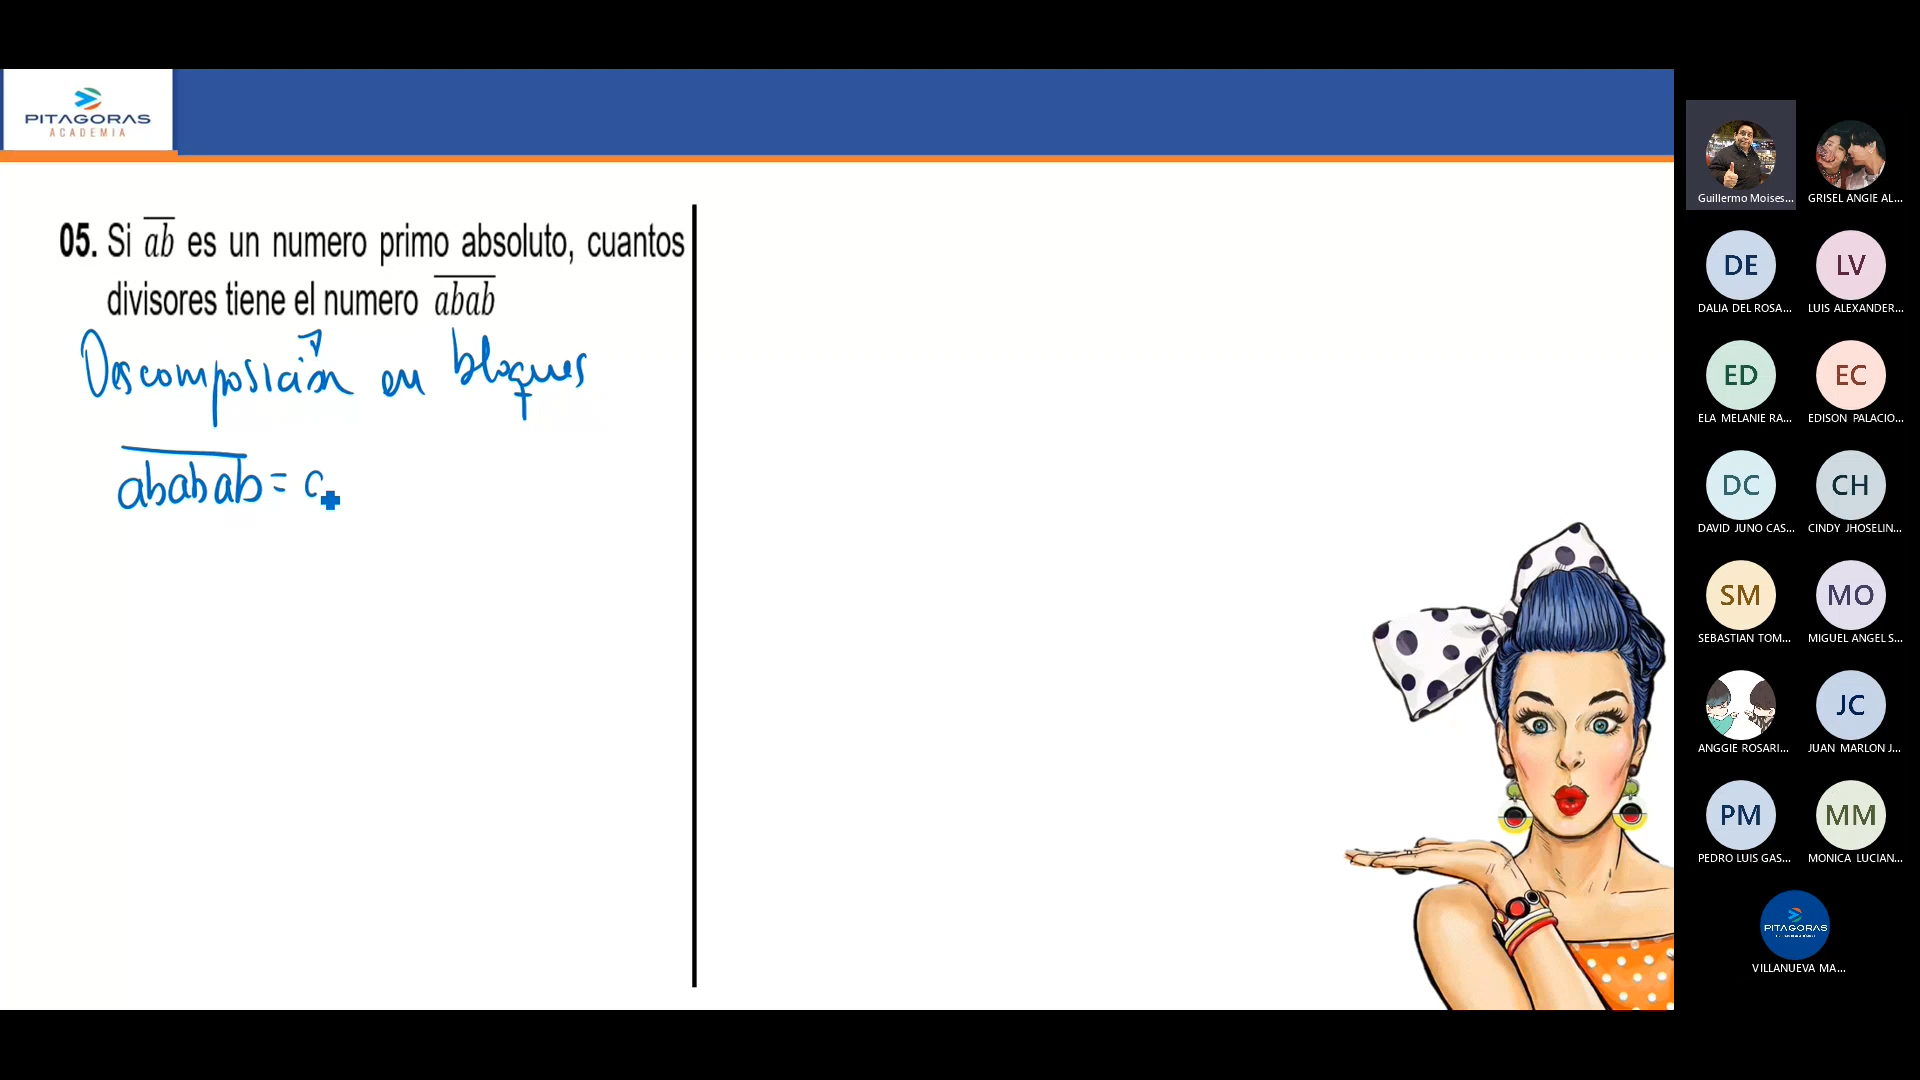 PITAGORAS
ACADEMIA
05. Si ab es un numero primo absoluto, cuantos
divisores tiene el numero abab
Descomposición en bloques
ababab = c
Guillermo Moises...
GRISEL ANGIE AL...
DE
LV
DALIA DEL ROSA...
LUIS ALEXANDER...
ED
EC
ELA MELANIE RA...
EDISON PALACIO...
DC
CH
DAVID JUNO CAS...
CINDY JHOSELIN...
SM
MO
SEBASTIAN TOM...
MIGUEL ANGEL S...
JC
ANGGIE ROSARI...
JUAN MARLON J...
PM
MM
PEDRO LUIS GAS...
MONICA LUCIAN...
PITAGORAS
VILLANUEVA MA...